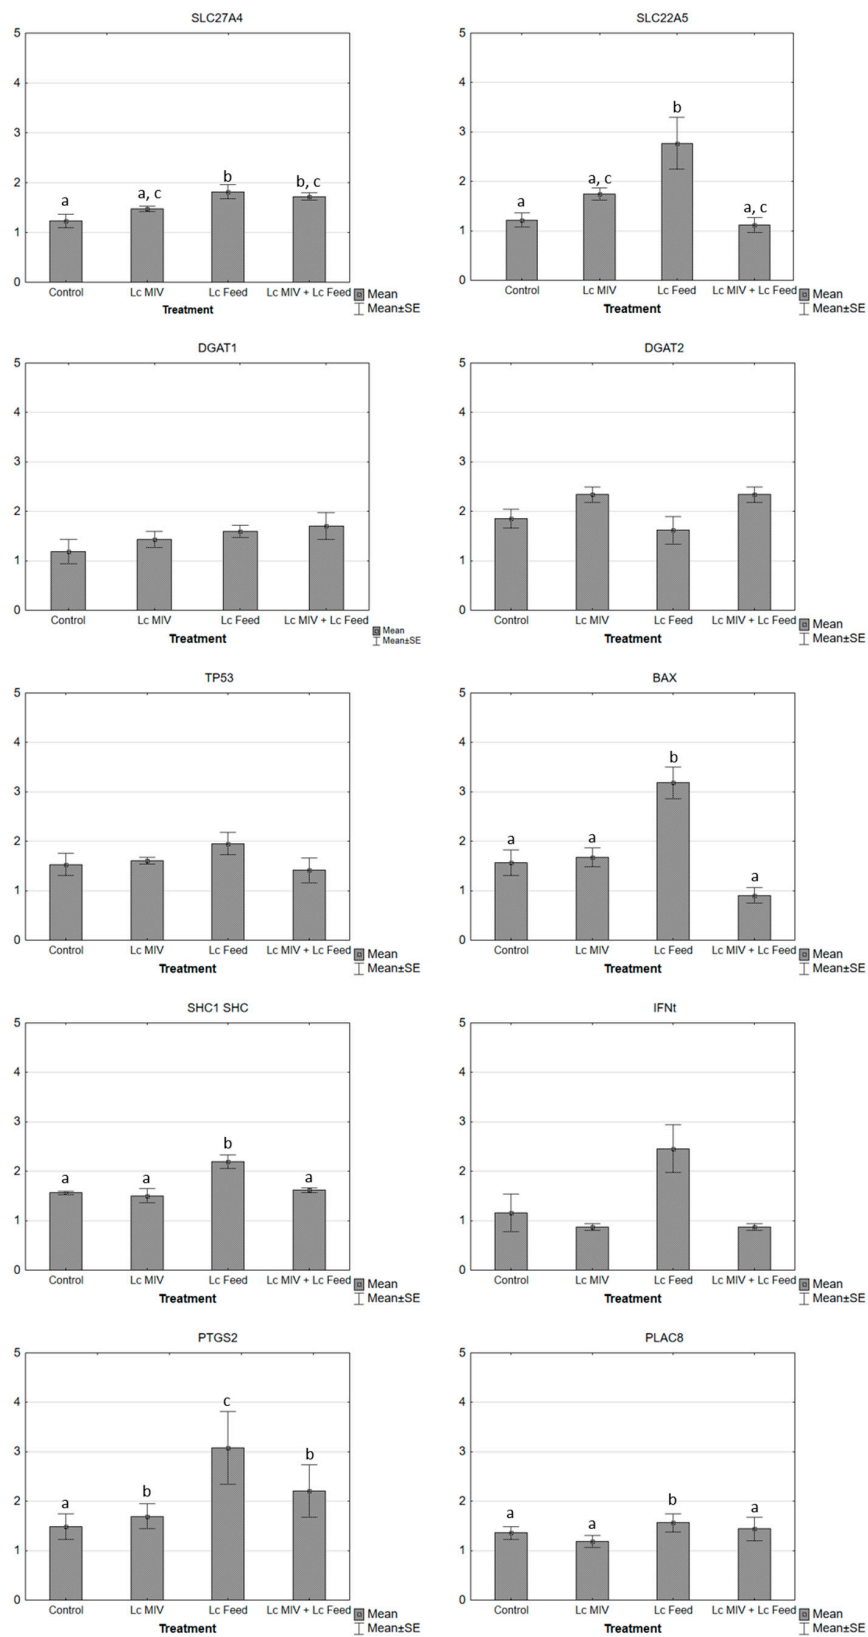 SLC27A4
5
4
3
2
1
0
a
a, c
b
b, c
Control
Lc MIV
Lc Feed
Lc MIV + Lc Feed
Treatment
Mean
Mean±SE
SLC22A5
5
4
3
2
1
0
a
a, c
b
a, c
Control
Lc MIV
Lc Feed
Lc MIV + Lc Feed
Treatment
Mean
Mean±SE
DGAT1
5
4
3
2
1
0
Control
Lc MIV
Lc Feed
Lc MIV + Lc Feed
Treatment
Mean
Mean±SE
DGAT2
5
4
3
2
1
0
Control
Lc MIV
Lc Feed
Lc MIV + Lc Feed
Treatment
Mean
Mean±SE
TP53
5
4
3
2
1
0
Control
Lc MIV
Lc Feed
Lc MIV + Lc Feed
Treatment
Mean
Mean±SE
BAX
5
4
3
2
1
0
a
a
b
a
Control
Lc MIV
Lc Feed
Lc MIV + Lc Feed
Treatment
Mean
Mean±SE
SHC1 SHC
5
4
3
2
1
0
a
a
b
a
Control
Lc MIV
Lc Feed
Lc MIV + Lc Feed
Treatment
Mean
Mean±SE
IFNt
5
4
3
2
1
0
Control
Lc MIV
Lc Feed
Lc MIV + Lc Feed
Treatment
Mean
Mean±SE
PTGS2
5
4
3
2
1
0
a
b
c
b
Control
Lc MIV
Lc Feed
Lc MIV + Lc Feed
Treatment
Mean
Mean±SE
PLAC8
5
4
3
2
1
0
a
a
b
a
Control
Lc MIV
Lc Feed
Lc MIV + Lc Feed
Treatment
Mean
Mean±SE